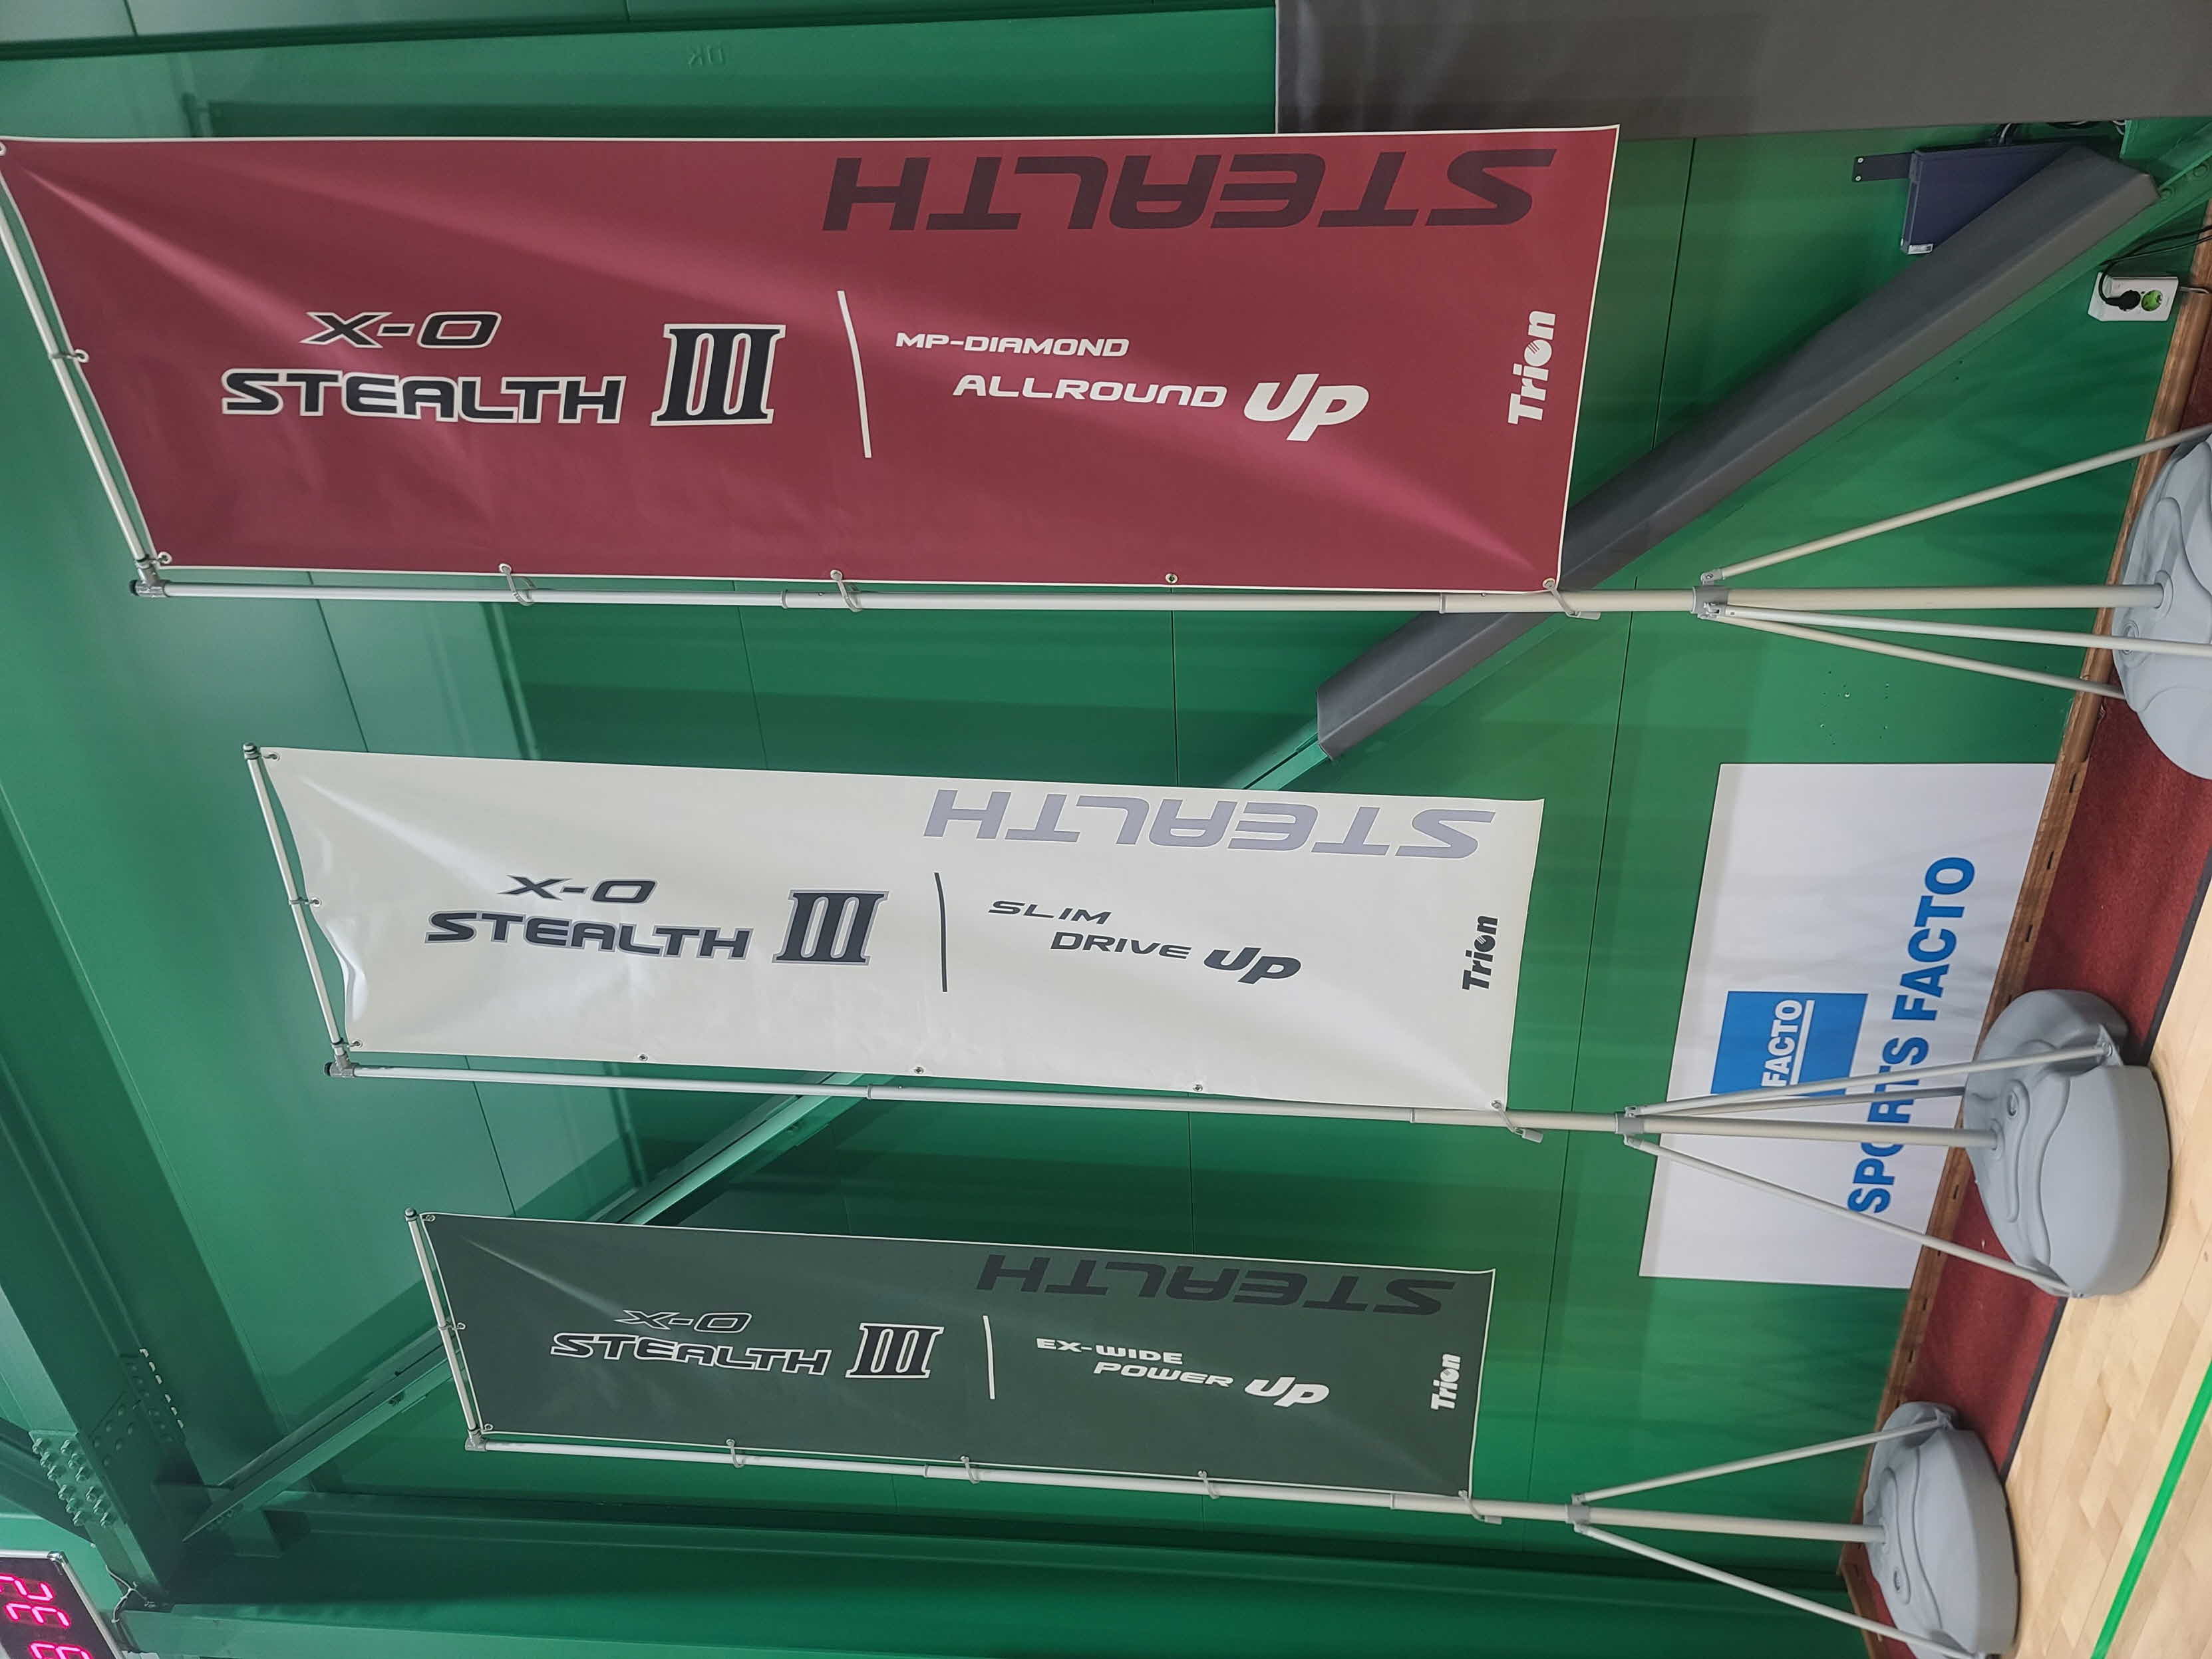 STEALTH
X-O
STEALTH III
MP-DIAMOND
ALLROUND Up
Trion
STEALTH
X-O
STEALTH III
SLIM
DRIVE Up
Trion
STEALTH
X-O
STEALTH III
EX-WIDE
POWER Up
Trion
FACTO
SPORTS FACTO